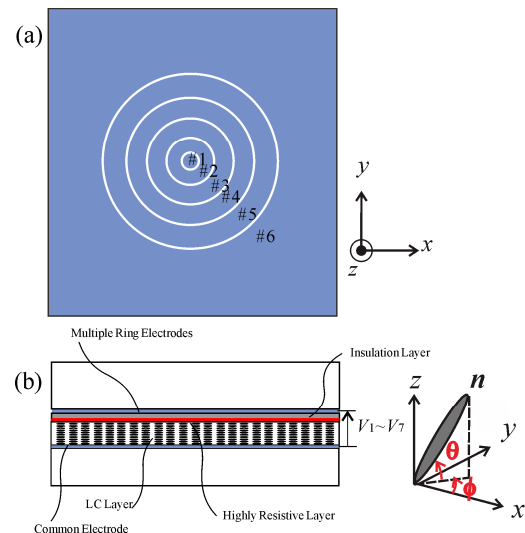 (a)
#1
#2
#3
#4
#5
#6
y
x
z
Multiple Ring Electrodes
Insulation Layer
(b)
V1~V7
LC Layer
Common Electrode
Highly Resistive Layer
z
n
y
θ
ϕ
x